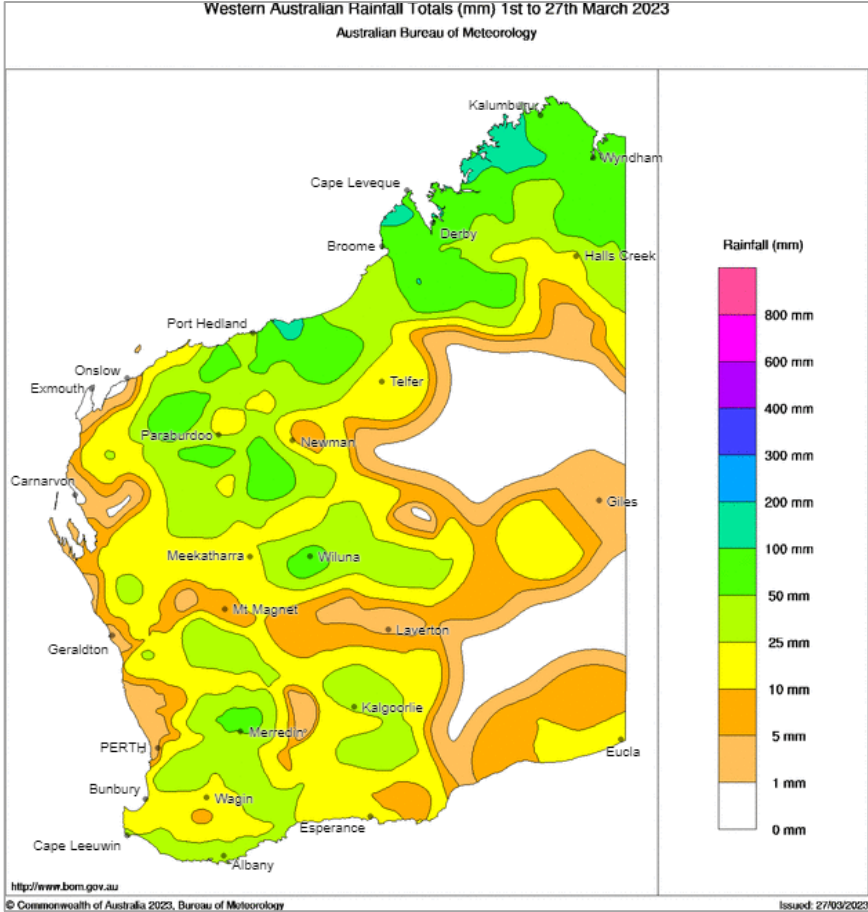 Western Australian Rainfall Totals (mm) 1st to 27th March 2023
Australian Bureau of Meteorology
Kalumburu
Wyndham
Cape Leveque
Derby
Broome
Halls Creek
Port Hedland
Onslow
Exmouth
Telfer
Paraburdoo
Newman
Carnarvon
Giles
Meekatharra
Wiluna
Mt Magnet
Laverton
Geraldton
Kalgoorlie
Merredin
PERTH
Eucla
Bunbury
Wagin
Esperance
Cape Leeuwin
Albany
Rainfall (mm)
800 mm
600 mm
400 mm
300 mm
200 mm
100 mm
50 mm
25 mm
10 mm
5 mm
1 mm
0 mm
http://www.bom.gov.au
© Commonwealth of Australia 2023, Bureau of Meteorology
Issued: 27/03/2023